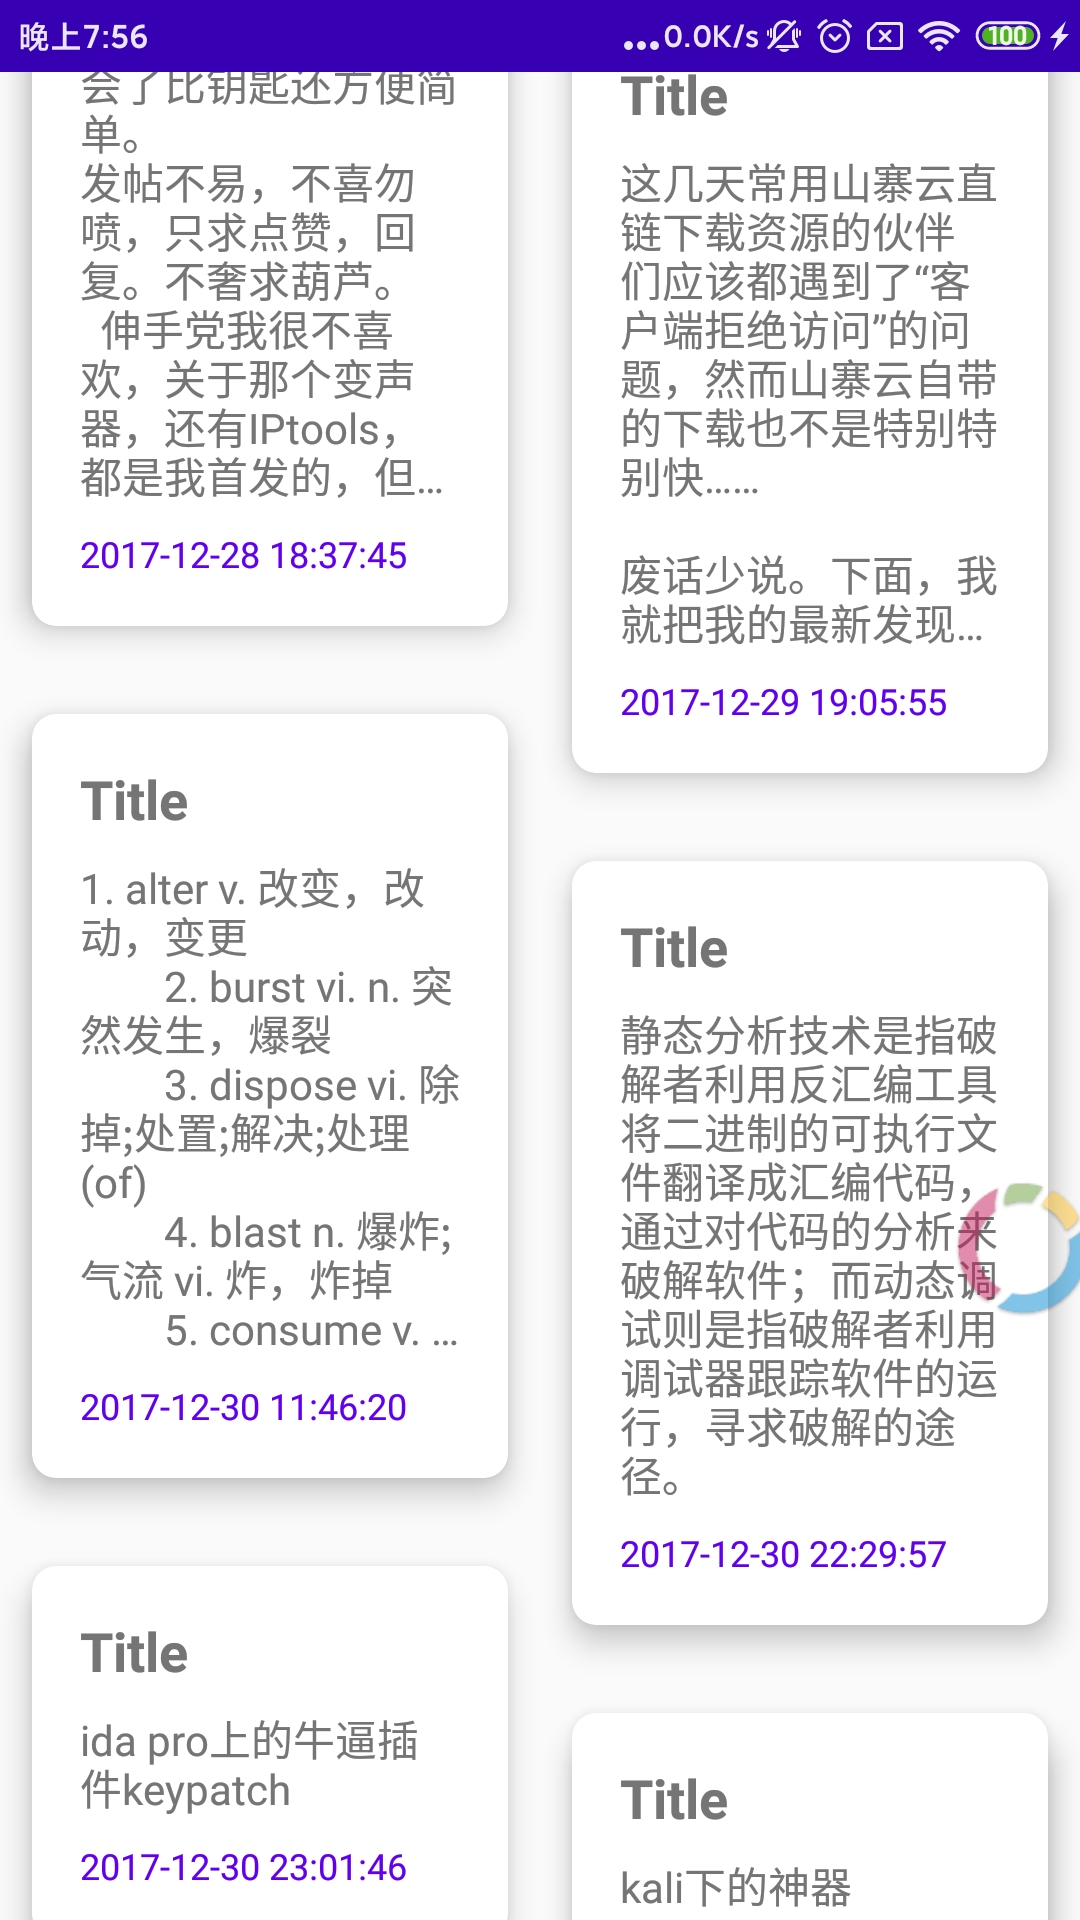 晚上7:56
...0.0K/s
100
会了比钥匙还方便简
单。
发帖不易，不喜勿
喷，只求点赞，回
复。不奢求葫芦。
伸手党我很不喜
欢，关于那个变声
器，还有IPtools，
都是我首发的，但...
2017-12-28 18:37:45
Title
1. alter v. 改变，改
动，变更
2. burst vi. n. 突
然发生，爆裂
3. dispose vi. 除
掉;处置;解决;处理
(of)
4. blast n. 爆炸;
气流 vi. 炸，炸掉
5. consume v. ...
2017-12-30 11:46:20
Title
ida pro上的牛逼插
件keypatch
2017-12-30 23:01:46
Title
这几天常用山寨云直
链下载资源的伙伴
们应该都遇到了“客
户端拒绝访问”的问
题，然而山寨云自带
的下载也不是特别特
别快……
废话少说。下面，我
就把我的最新发现...
2017-12-29 19:05:55
Title
静态分析技术是指破
解者利用反汇编工具
将二进制的可执行文
件翻译成汇编代码，
通过对代码的分析来
破解软件；而动态调
试则是指破解者利用
调试器跟踪软件的运
行，寻求破解的途
径。
2017-12-30 22:29:57
Title
kali下的神器